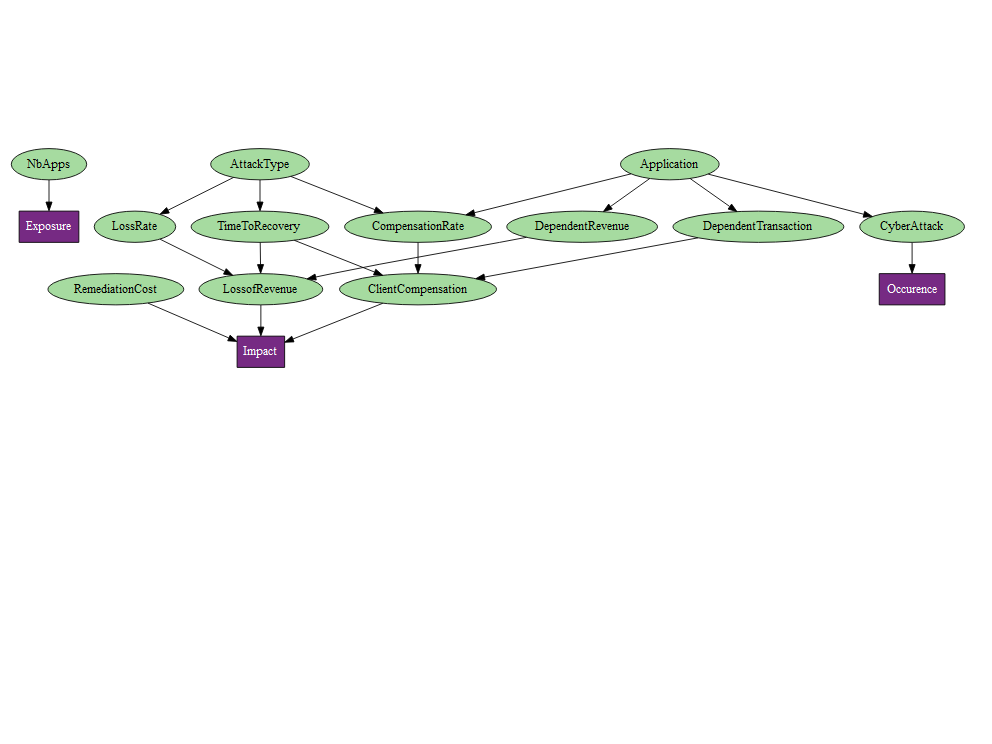 NbApps
AttackType
Application
Exposure
LossRate
TimeToRecovery
CompensationRate
DependentRevenue
DependentTransaction
CyberAttack
RemediationCost
LossofRevenue
ClientCompensation
Occurence
Impact